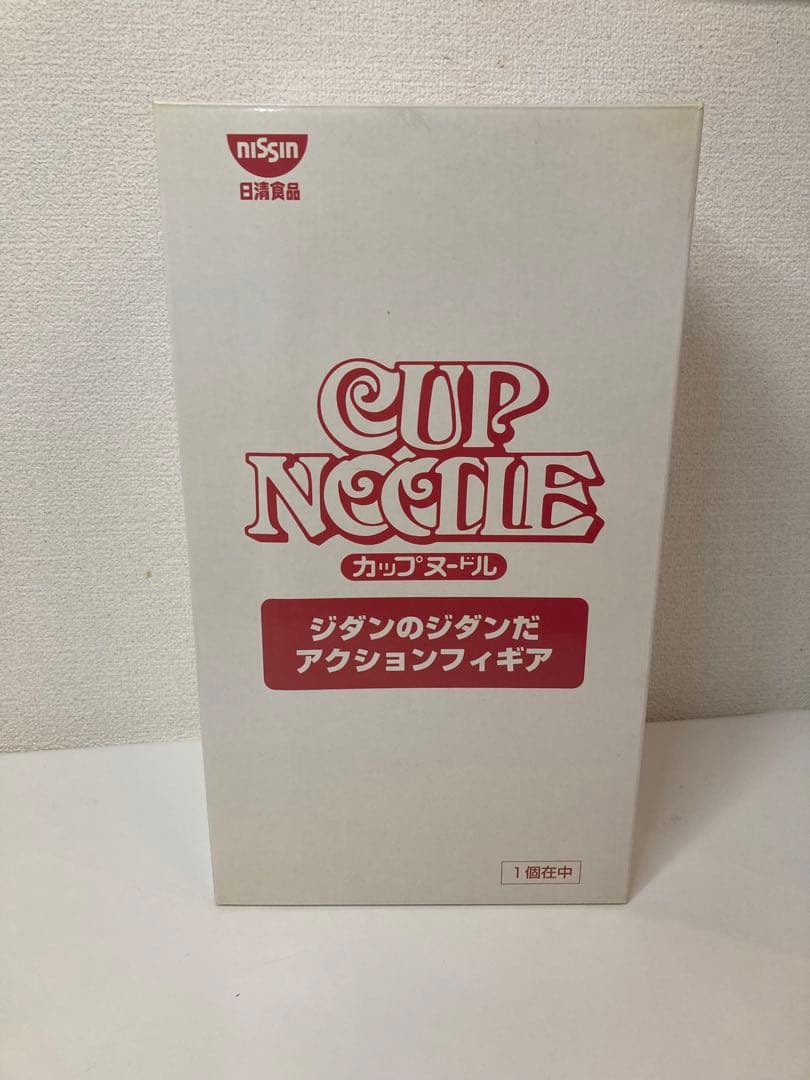 NISSIN
日清食品
CUP
NOODLE
カップヌードル
ジダンのジダンだ
アクションフィギア
1個在中